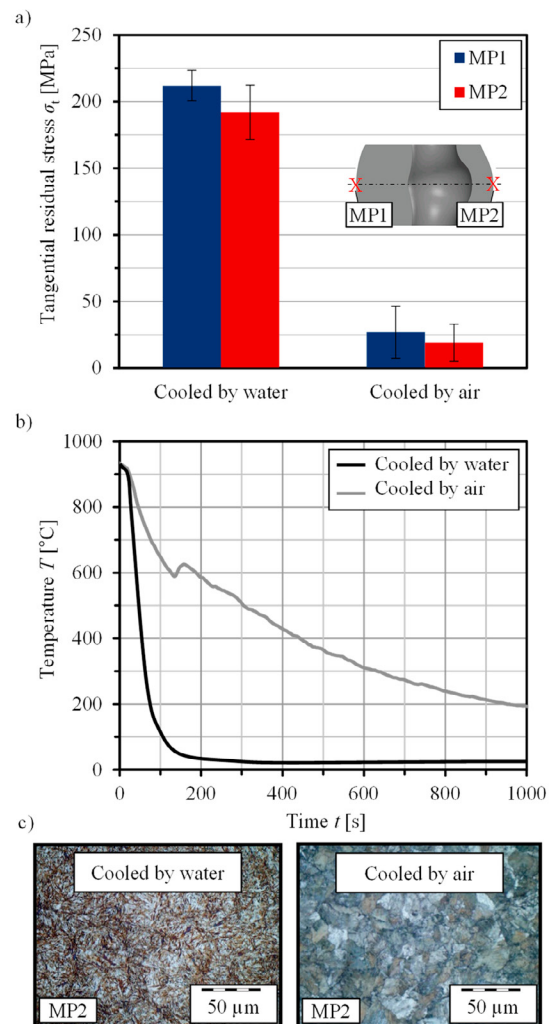 a)
Tangential residual stress σt [MPa]
250
200
150
100
50
0
MP1
MP2
X
X
MP1
MP2
Cooled by water
Cooled by air
b)
Temperature T [°C]
1000
800
600
400
200
0
Cooled by water
Cooled by air
0
200
400
600
800
1000
Time t [s]
c)
Cooled by water
MP2
50 µm
Cooled by air
MP2
50 µm